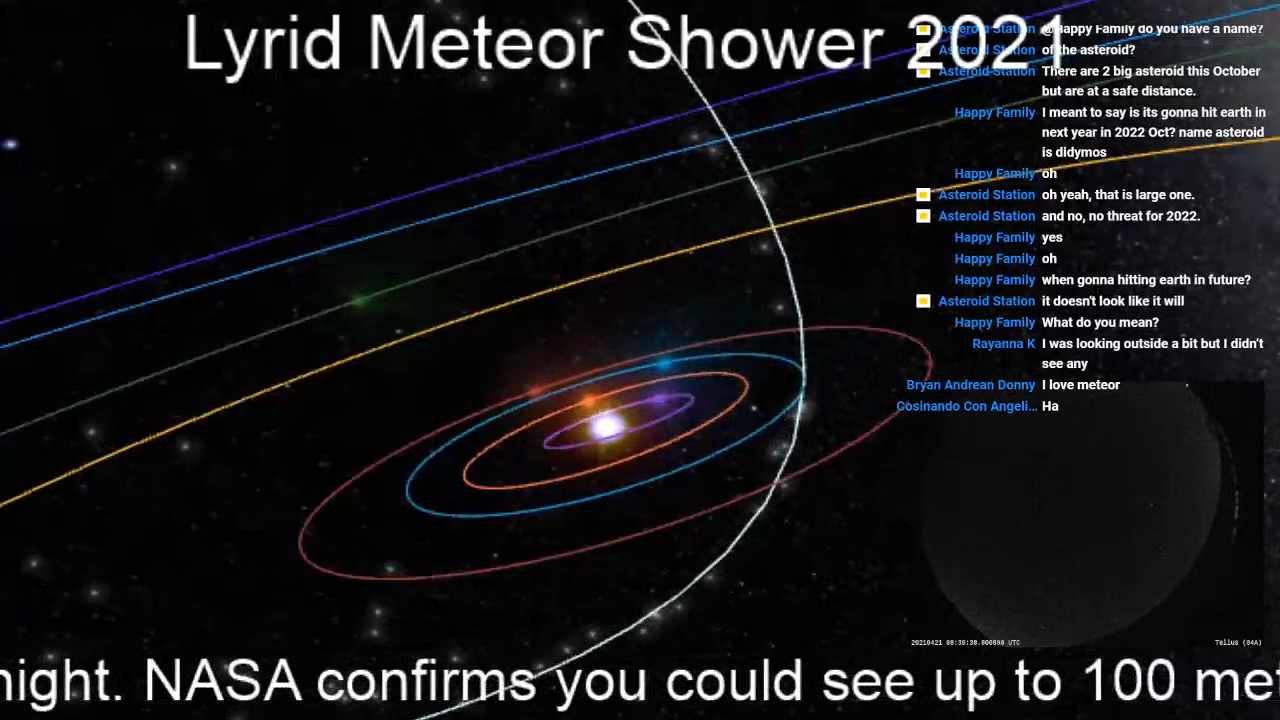 Lyrid Meteor Shower 2021
Asteroid Station @Happy Family do you have a name?
Asteroid Station of the asteroid?
Asteroid Station There are 2 big asteroid this October
but are at a safe distance.
Happy Family I meant to say is its gonna hit earth in
next year in 2022 Oct? name asteroid
is didymos
Happy Family oh
Asteroid Station oh yeah, that is large one.
Asteroid Station and no, no threat for 2022.
Happy Family yes
Happy Family oh
Happy Family when gonna hitting earth in future?
Asteroid Station it doesn't look like it will
Happy Family What do you mean?
Rayanna K I was looking outside a bit but I didn't
see any
Bryan Andrean Donny I love meteor
Cosinando Con Angeli... Ha
Tellus (04A)
night. NASA confirms you could see up to 100 met